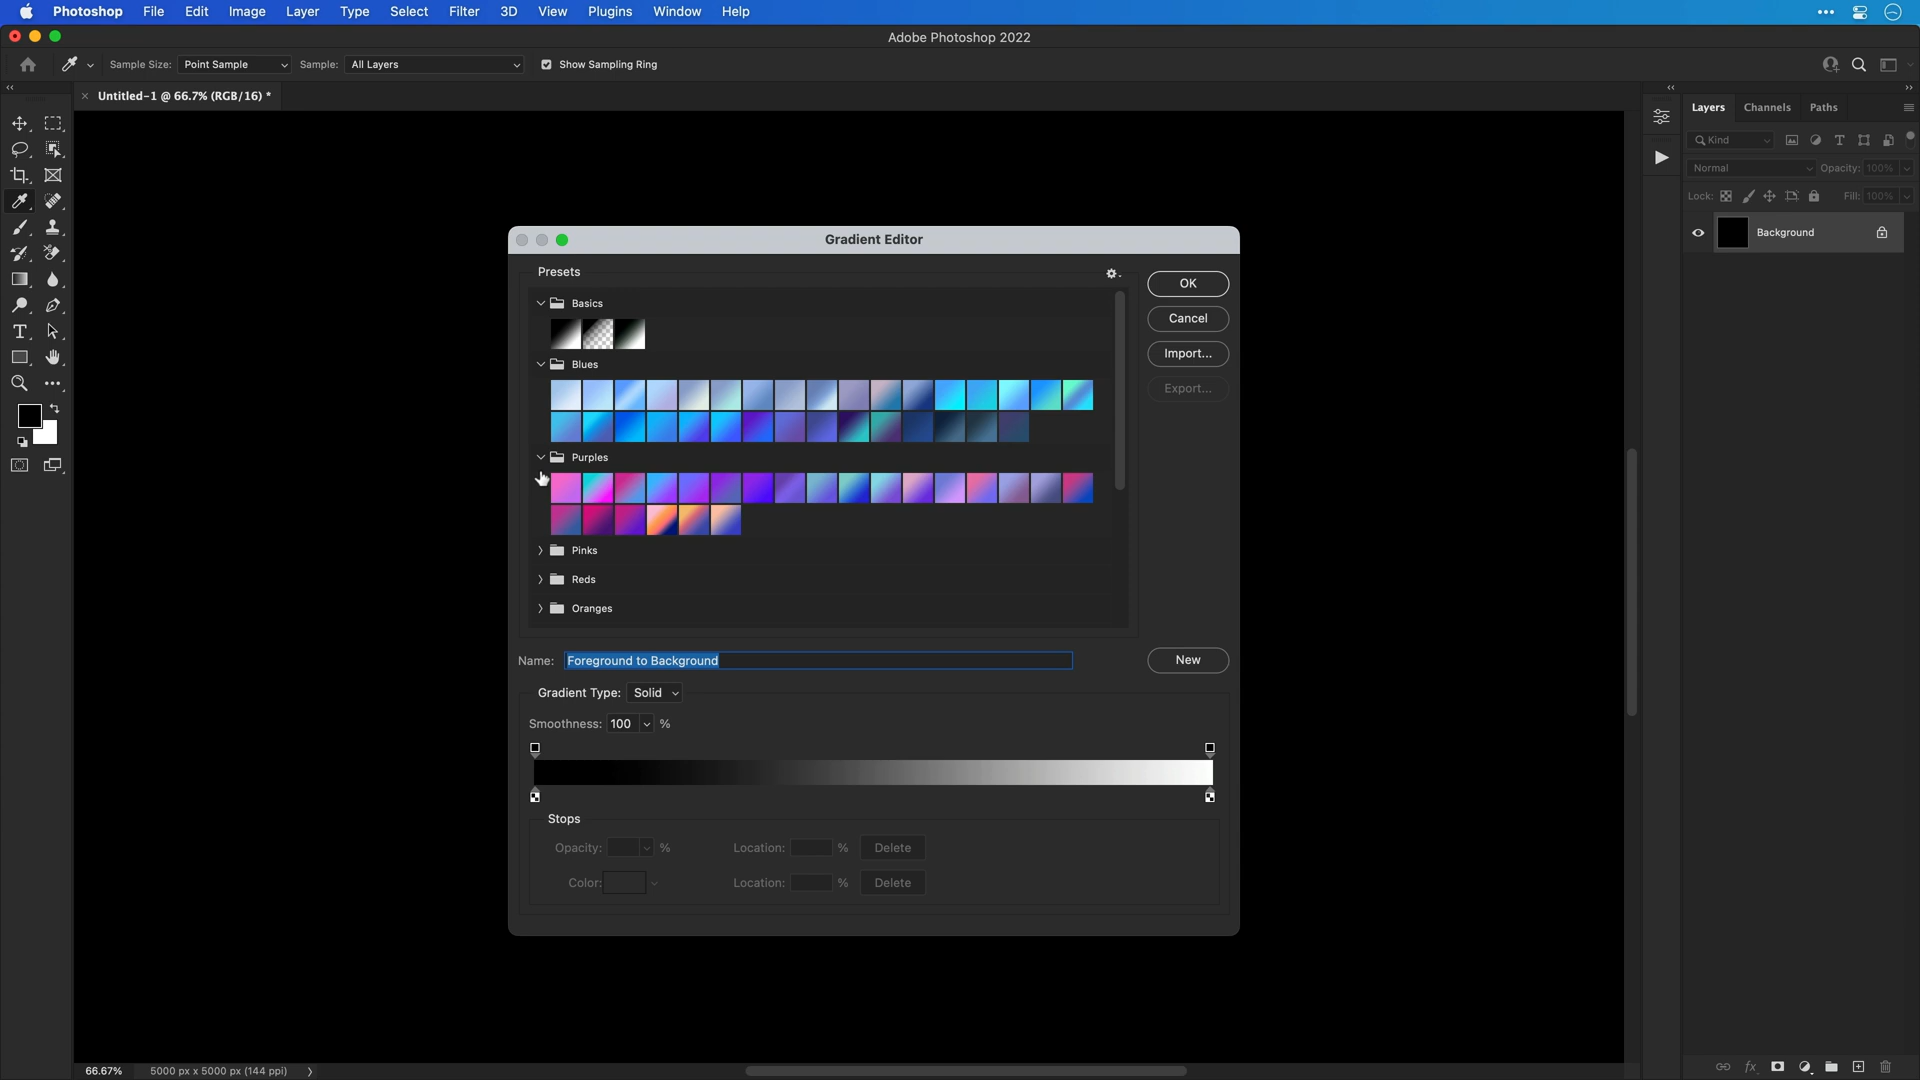 Photoshop File Edit Image Layer Type Select Filter 3D View Plugins Window Help
Adobe Photoshop 2022
Sample Size: Point Sample Sample: All Layers Show Sampling Ring
Untitled-1 @ 66.7% (RGB/16) *
Layers Channels Paths
Kind
Normal Opacity: 100%
Lock: Fill: 100%
Background
Gradient Editor
Presets
OK
Basics
Cancel
Import...
Blues
Export...
Purples
Pinks
Reds
Oranges
Name: Foreground to Background New
Gradient Type: Solid
Smoothness: 100 %
Stops
Opacity: % Location: % Delete
Color: Location: % Delete
66.67% 5000 px x 5000 px (144 ppi)